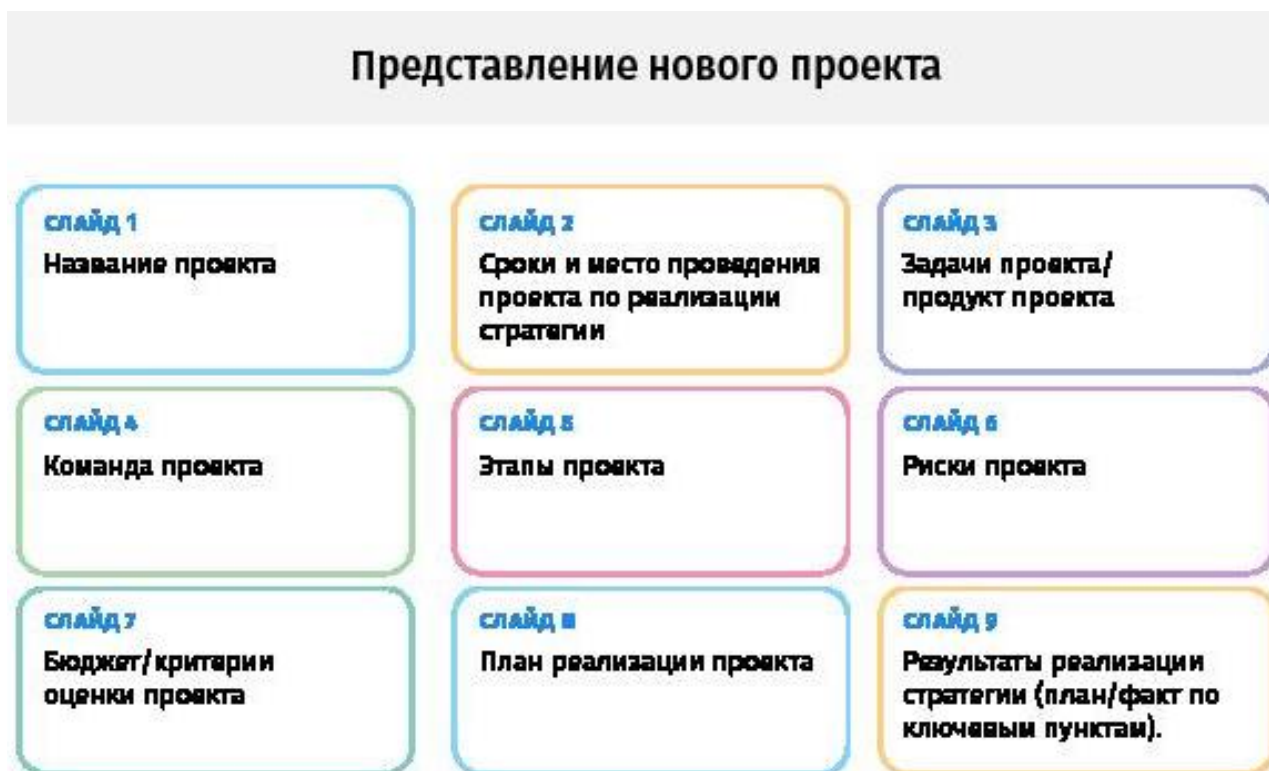 Представление нового проекта
СЛАЙД 1
Название проекта
СЛАЙД 2
Сроки и место проведения
проекта по реализации
стратегии
СЛАЙД 3
Задачи проекта/
продукт проекта
СЛАЙД 4
Команда проекта
СЛАЙД 5
Этапы проекта
СЛАЙД 6
Риски проекта
СЛАЙД 7
Бюджет/критерии
оценки проекта
СЛАЙД 8
План реализации проекта
СЛАЙД 9
Результаты реализации
стратегии (план/факт по
ключевым пунктам).